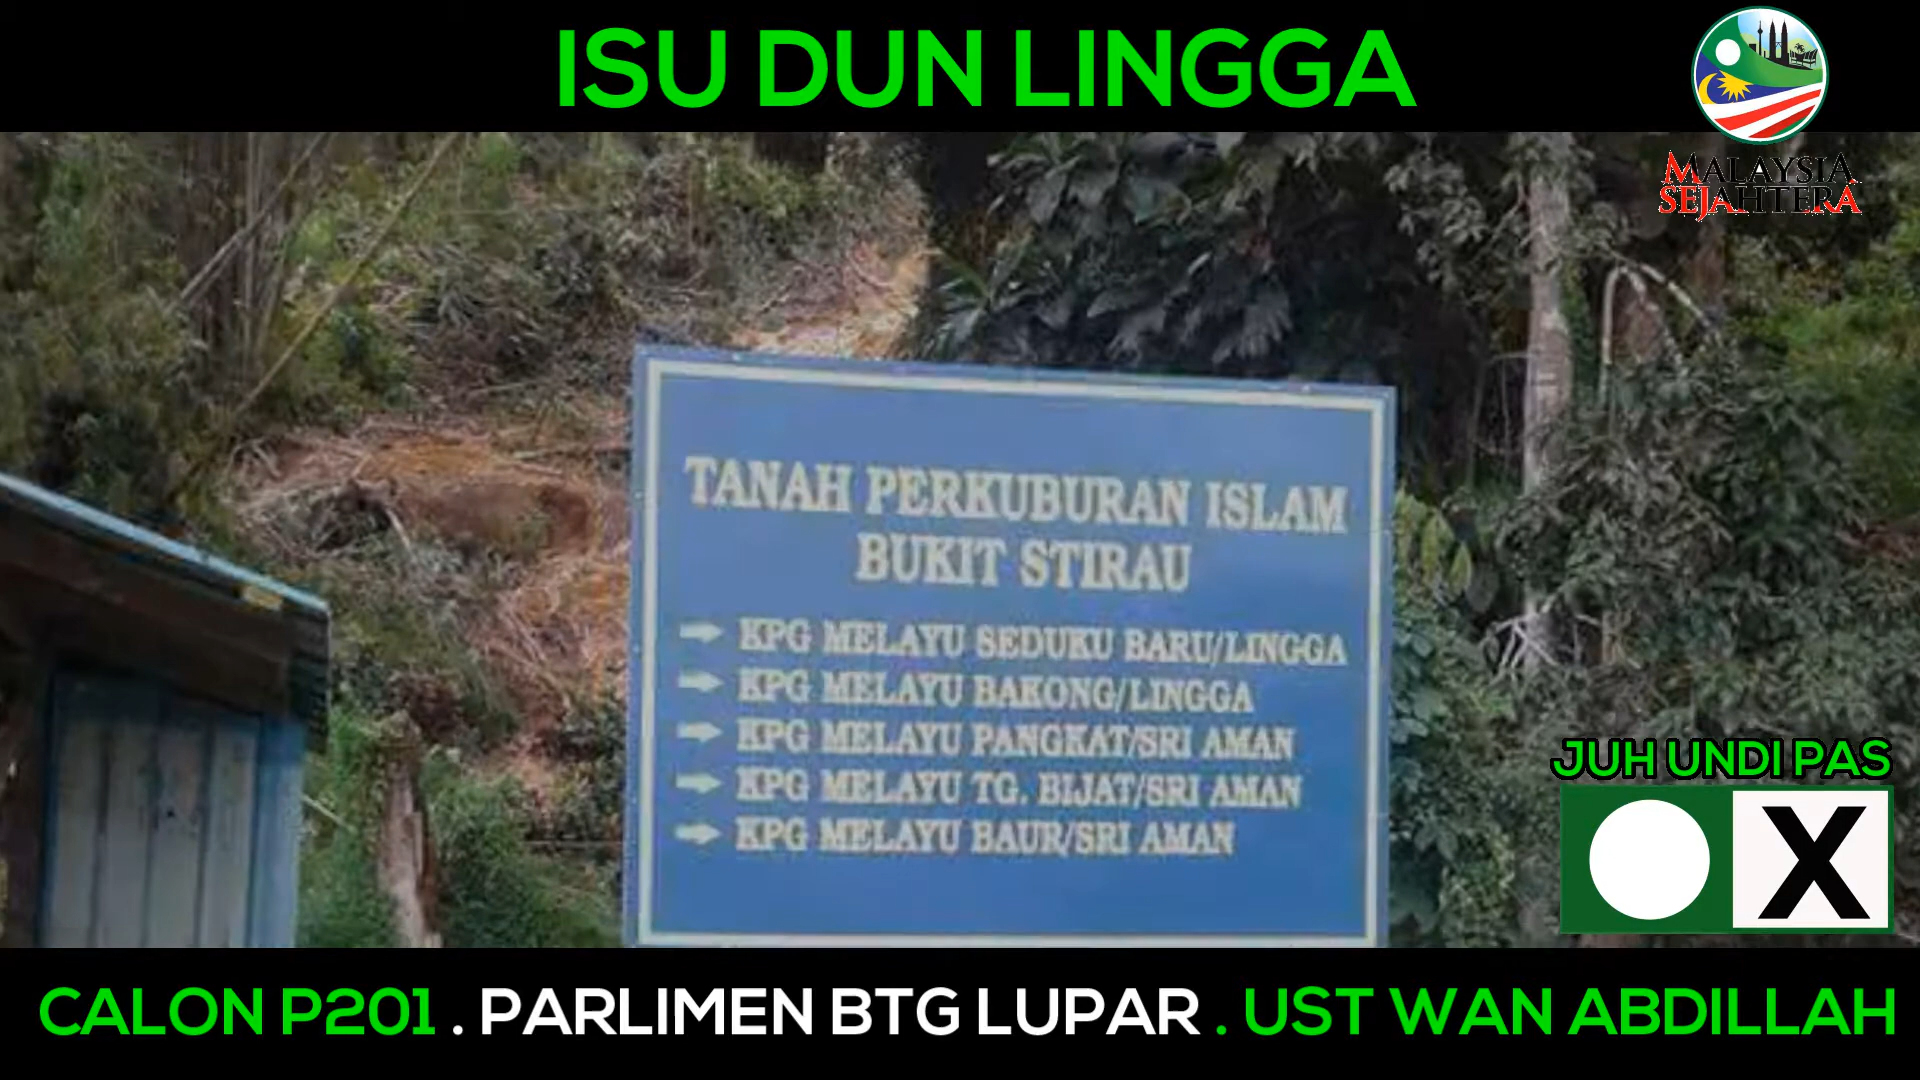 ISU DUN LINGGA
MALAYSIA
SEJAHTERA
TANAH PERKUBURAN ISLAM
BUKIT STIRAU
KPG MELAYU SEDUKU BARU/LINGGA
KPG MELAYU BAKONG/LINGGA
KPG MELAYU PANGKAT/SRI AMAN
KPG MELAYU TG. BIJAT/SRI AMAN
KPG MELAYU BAUR/SRI AMAN
JUH UNDI PAS
X
CALON P201 . PARLIMEN BTG LUPAR . UST WAN ABDILLAH